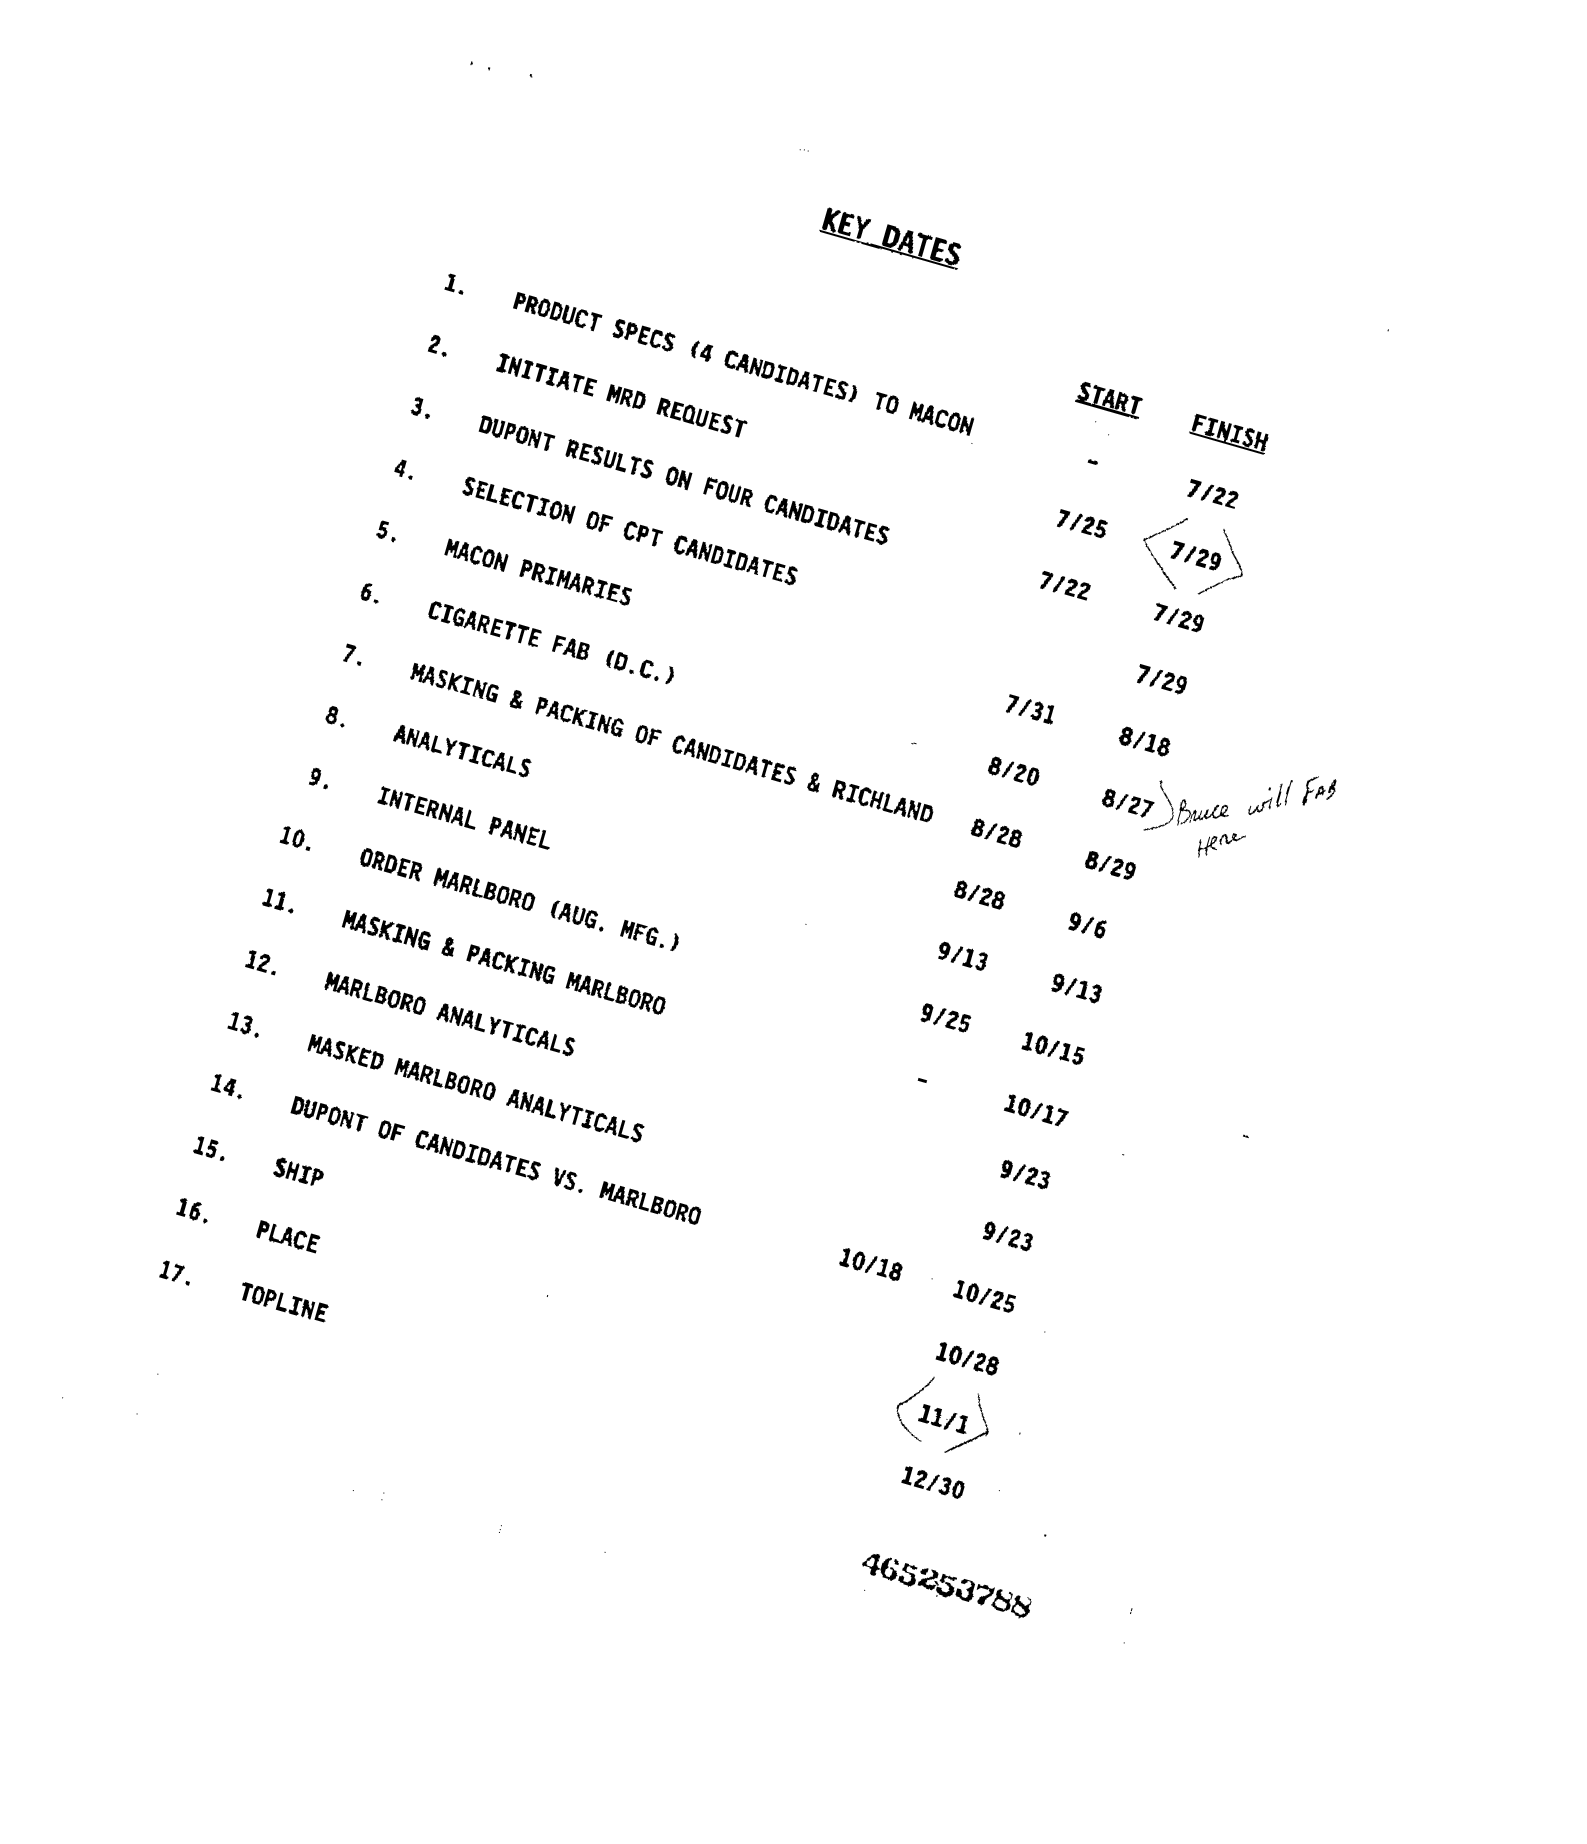 KEY DATES
START FINISH
1. PRODUCT SPECS (4 CANDIDATES) TO MACON - 7/22
2. INITIATE MRD REQUEST 7/25 7/29
3. DUPONT RESULTS ON FOUR CANDIDATES 7/22 7/29
4. SELECTION OF CPT CANDIDATES 7/29
5. MACON PRIMARIES 7/31 8/18
6. CIGARETTE FAB (D.C.) 8/20 8/27 Bruce will FAB
Here
7. MASKING & PACKING OF CANDIDATES & RICHLAND 8/28 8/29
8. ANALYTICALS 8/28 9/6
9. INTERNAL PANEL 9/13 9/13
10. ORDER MARLBORO (AUG. MFG.) 9/25 10/15
11. MASKING & PACKING MARLBORO - 10/17
12. MARLBORO ANALYTICALS 9/23
13. MASKED MARLBORO ANALYTICALS 9/23
14. DUPONT OF CANDIDATES VS. MARLBORO 10/18 10/25
15. SHIP 10/28
16. PLACE 11/1
17. TOPLINE 12/30
465253788